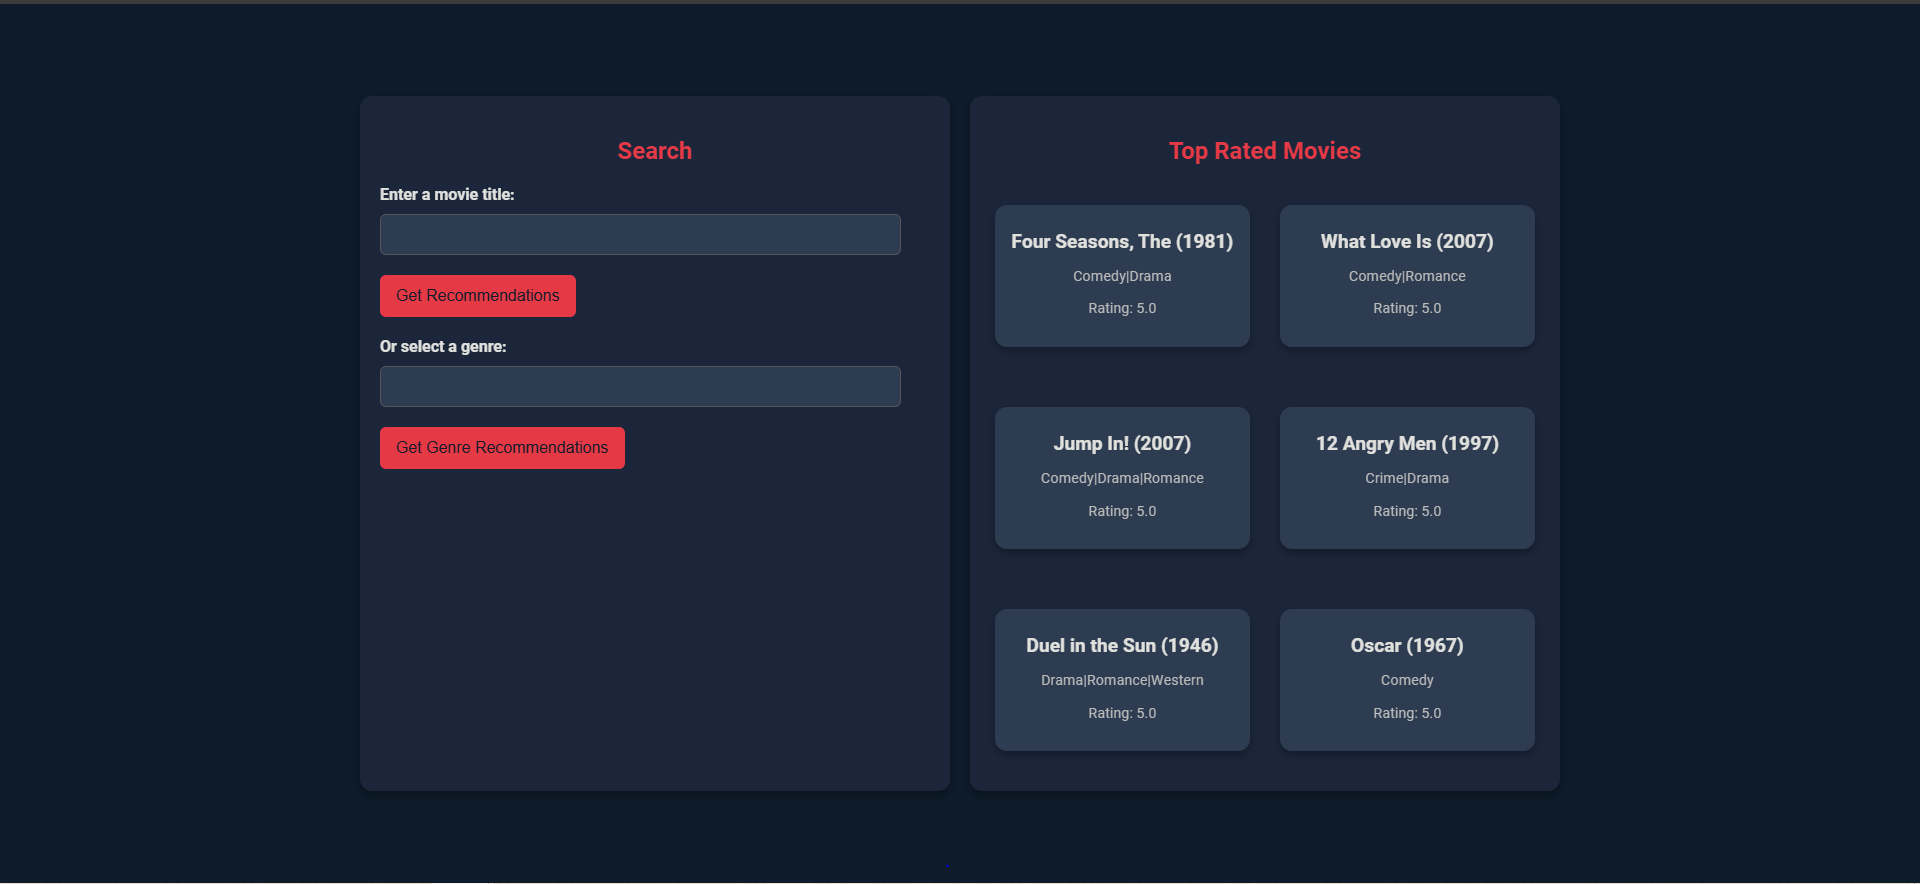 Search
Enter a movie title:
Get Recommendations
Or select a genre:
Get Genre Recommendations
Top Rated Movies
Four Seasons, The (1981)
Comedy|Drama
Rating: 5.0
What Love Is (2007)
Comedy|Romance
Rating: 5.0
Jump In! (2007)
Comedy|Drama|Romance
Rating: 5.0
12 Angry Men (1997)
Crime|Drama
Rating: 5.0
Duel in the Sun (1946)
Drama|Romance|Western
Rating: 5.0
Oscar (1967)
Comedy
Rating: 5.0